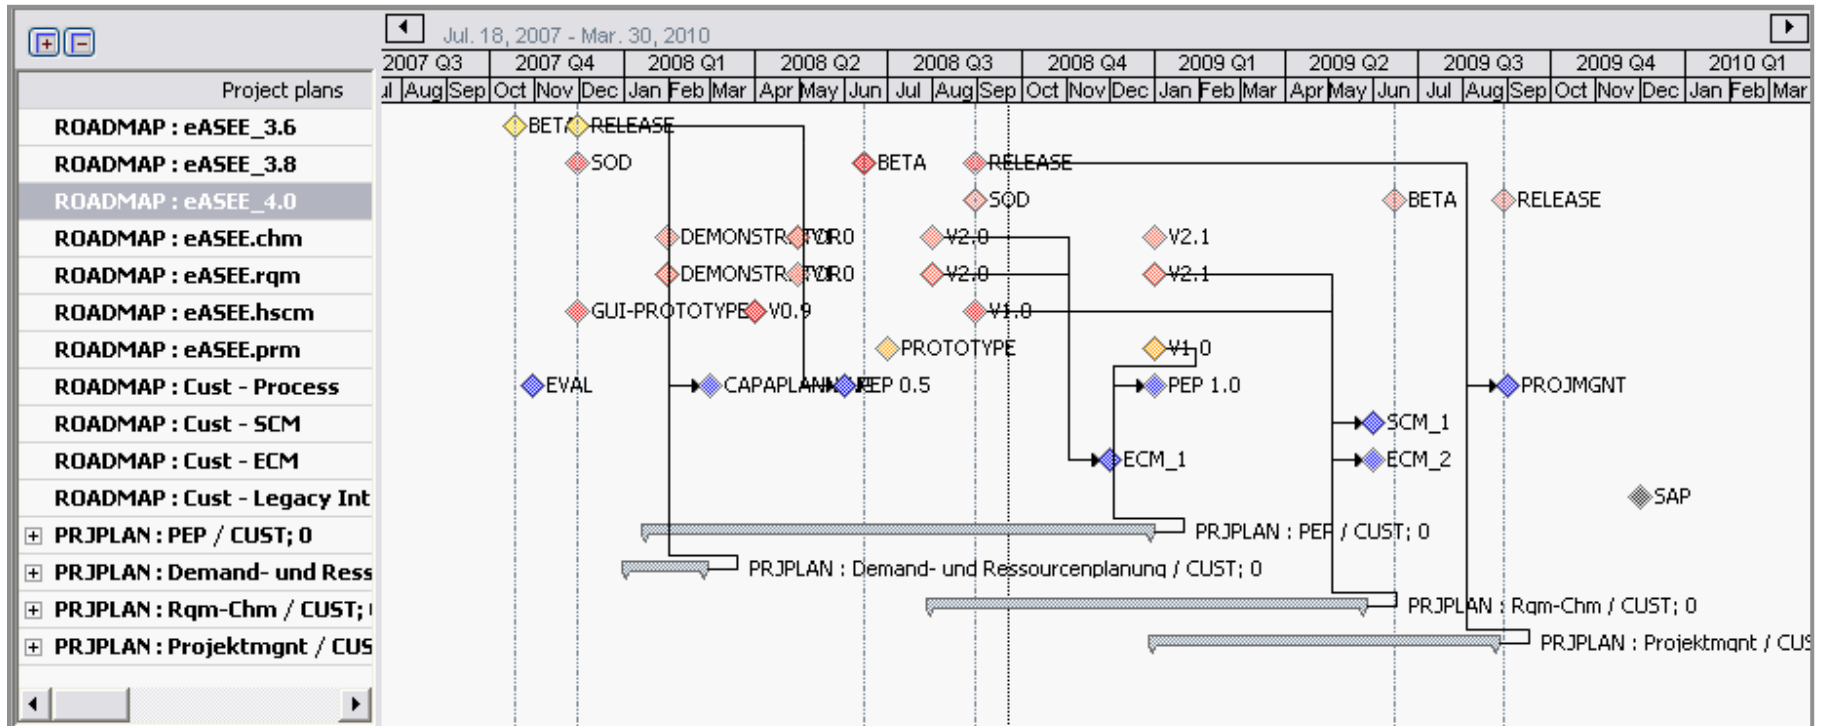 Jul. 18, 2007 - Mar. 30, 2010
2007 Q3 2007 Q4 2008 Q1 2008 Q2 2008 Q3 2008 Q4 2009 Q1 2009 Q2 2009 Q3 2009 Q4 2010 Q1
Project plans
ul Aug Sep Oct Nov Dec Jan Feb Mar Apr May Jun Jul Aug Sep Oct Nov Dec Jan Feb Mar Apr May Jun Jul Aug Sep Oct Nov Dec Jan Feb Mar
ROADMAP : eASEE_3.6 BETA RELEASE
ROADMAP : eASEE_3.8 SOD BETA RELEASE
ROADMAP : eASEE_4.0 SOD BETA RELEASE
ROADMAP : eASEE.chm DEMONSTRATOR V2.0 V2.1
ROADMAP : eASEE.rqm DEMONSTRATOR V2.0 V2.1
ROADMAP : eASEE.hscm GUI-PROTOTYPE V0.9 V1.0
ROADMAP : eASEE.prm PROTOTYPE V1.0
ROADMAP : Cust - Process EVAL PEP 0.5 PEP 1.0 PROJMGNT
ROADMAP : Cust - SCM SCM_1
ROADMAP : Cust - ECM ECM_1 ECM_2
ROADMAP : Cust - Legacy Int SAP
PRJPLAN : PEP / CUST; 0 PRJPLAN : PEP / CUST; 0
PRJPLAN : Demand- und Ress PRJPLAN : Demand- und Ressourcenplanung / CUST; 0
PRJPLAN : Rqm-Chm / CUST; PRJPLAN : Rqm-Chm / CUST; 0
PRJPLAN : Projektmgnt / CUS PRJPLAN : Projektmgnt / CUS